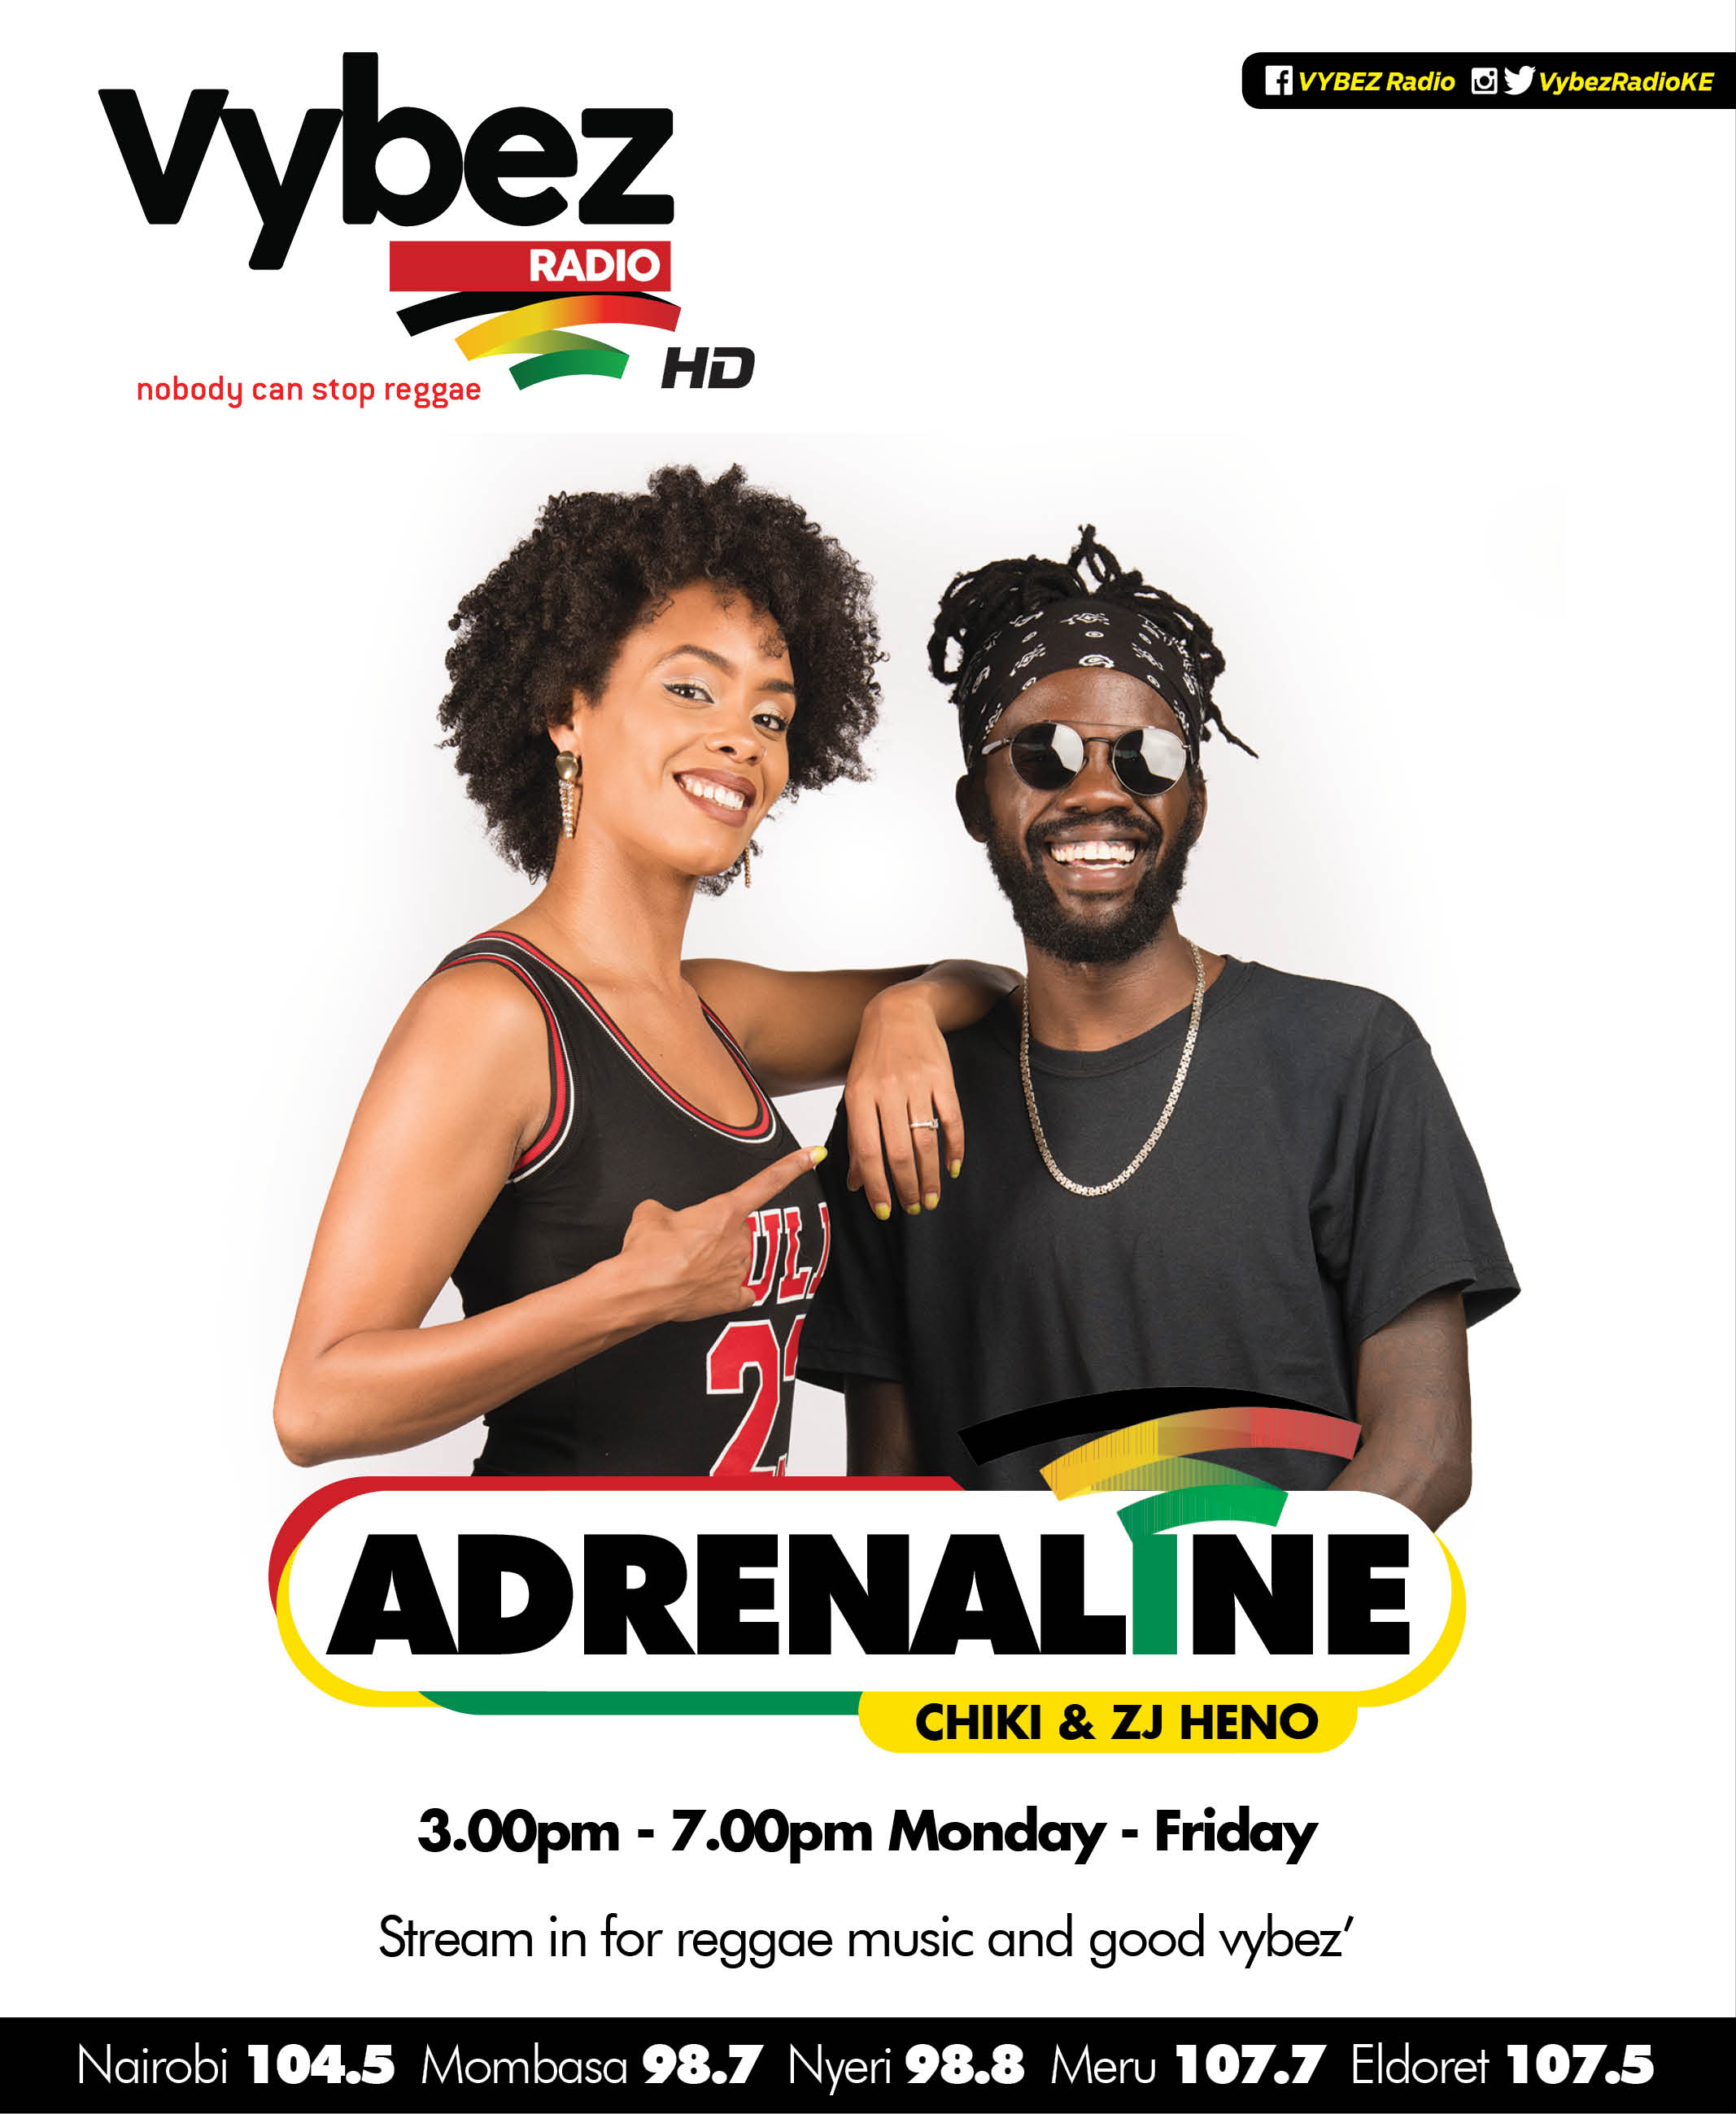 vybez
RADIO
HD
nobody can stop reggae
VYBEZ Radio VybezRadioKE
ULL
23
ADRENALINE
CHIKI & ZJ HENO
3.00pm - 7.00pm Monday - Friday
Stream in for reggae music and good vybez’
Nairobi 104.5 Mombasa 98.7 Nyeri 98.8 Meru 107.7 Eldoret 107.5